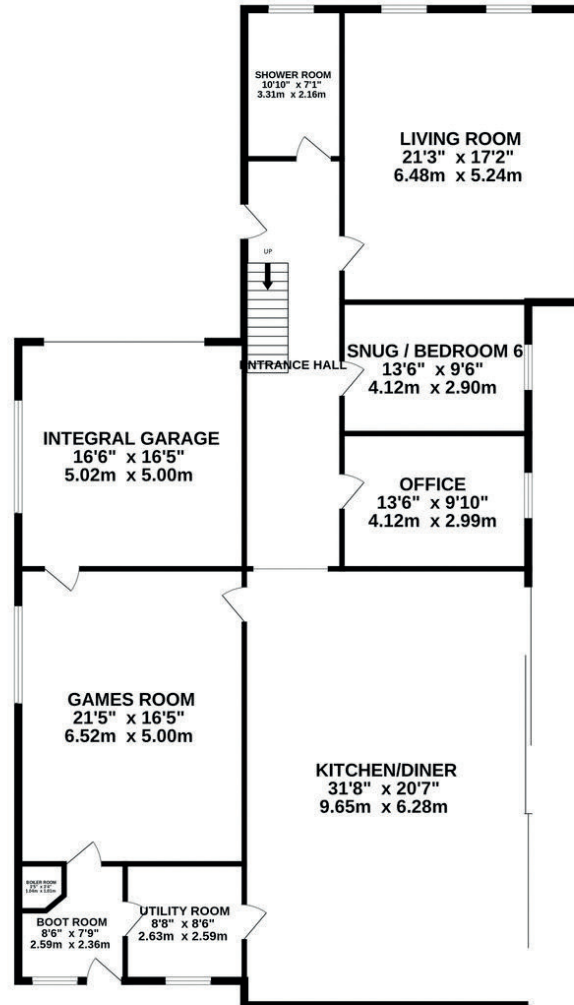 SHOWER ROOM
10'10" x 7'1"
3.31m x 2.16m
LIVING ROOM
21'3" x 17'2"
6.48m x 5.24m
UP
ENTRANCE HALL
SNUG / BEDROOM 6
13'6" x 9'6"
4.12m x 2.90m
INTEGRAL GARAGE
16'6" x 16'5"
5.02m x 5.00m
OFFICE
13'6" x 9'10"
4.12m x 2.99m
GAMES ROOM
21'5" x 16'5"
6.52m x 5.00m
KITCHEN/DINER
31'8" x 20'7"
9.65m x 6.28m
BOILER ROOM
BOOT ROOM
8'6" x 7'9"
2.59m x 2.36m
UTILITY ROOM
8'8" x 8'6"
2.63m x 2.59m